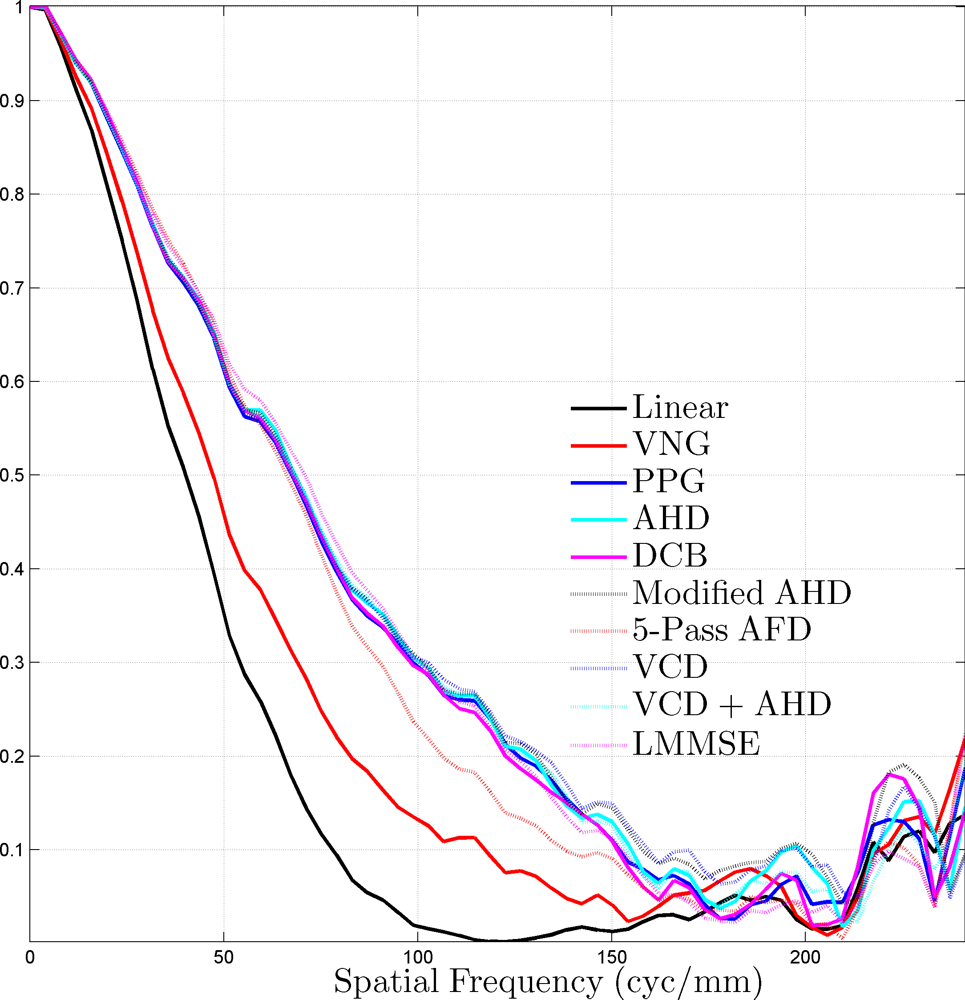 1
0.9
0.8
0.7
0.6
0.5
0.4
0.3
0.2
0.1
Linear
VNG
PPG
AHD
DCB
Modified AHD
5-Pass AFD
VCD
VCD + AHD
LMMSE
0 50 100 150 200
Spatial Frequency (cyc/mm)